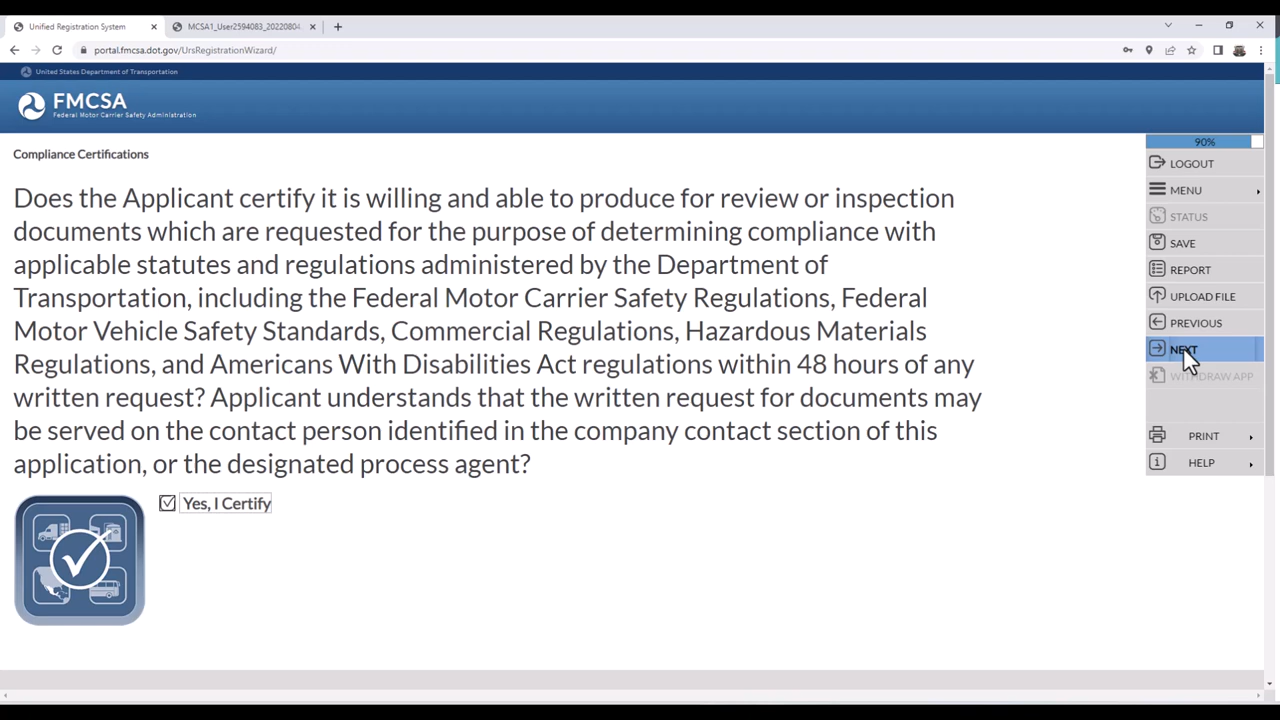 Unified Registration System
MCSA1_User2594083_20220804
portal.fmcsa.dot.gov/UrsRegistrationWizard/
United States Department of Transportation
FMCSA
Federal Motor Carrier Safety Administration
Compliance Certifications
Does the Applicant certify it is willing and able to produce for review or inspection
documents which are requested for the purpose of determining compliance with
applicable statutes and regulations administered by the Department of
Transportation, including the Federal Motor Carrier Safety Regulations, Federal
Motor Vehicle Safety Standards, Commercial Regulations, Hazardous Materials
Regulations, and Americans With Disabilities Act regulations within 48 hours of any
written request? Applicant understands that the written request for documents may
be served on the contact person identified in the company contact section of this
application, or the designated process agent?
Yes, I Certify
90%
LOGOUT
MENU
STATUS
SAVE
REPORT
UPLOAD FILE
PREVIOUS
NEXT
WITHDRAW APP
PRINT
HELP